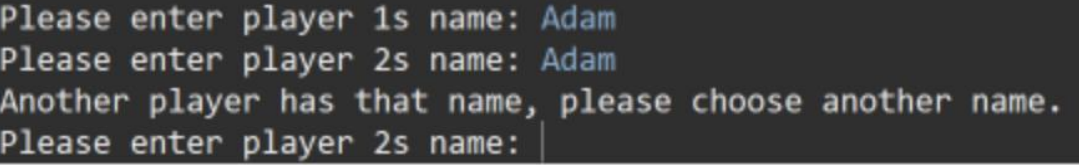 Please enter player 1s name: Adam
Please enter player 2s name: Adam
Another player has that name, please choose another name.
Please enter player 2s name: